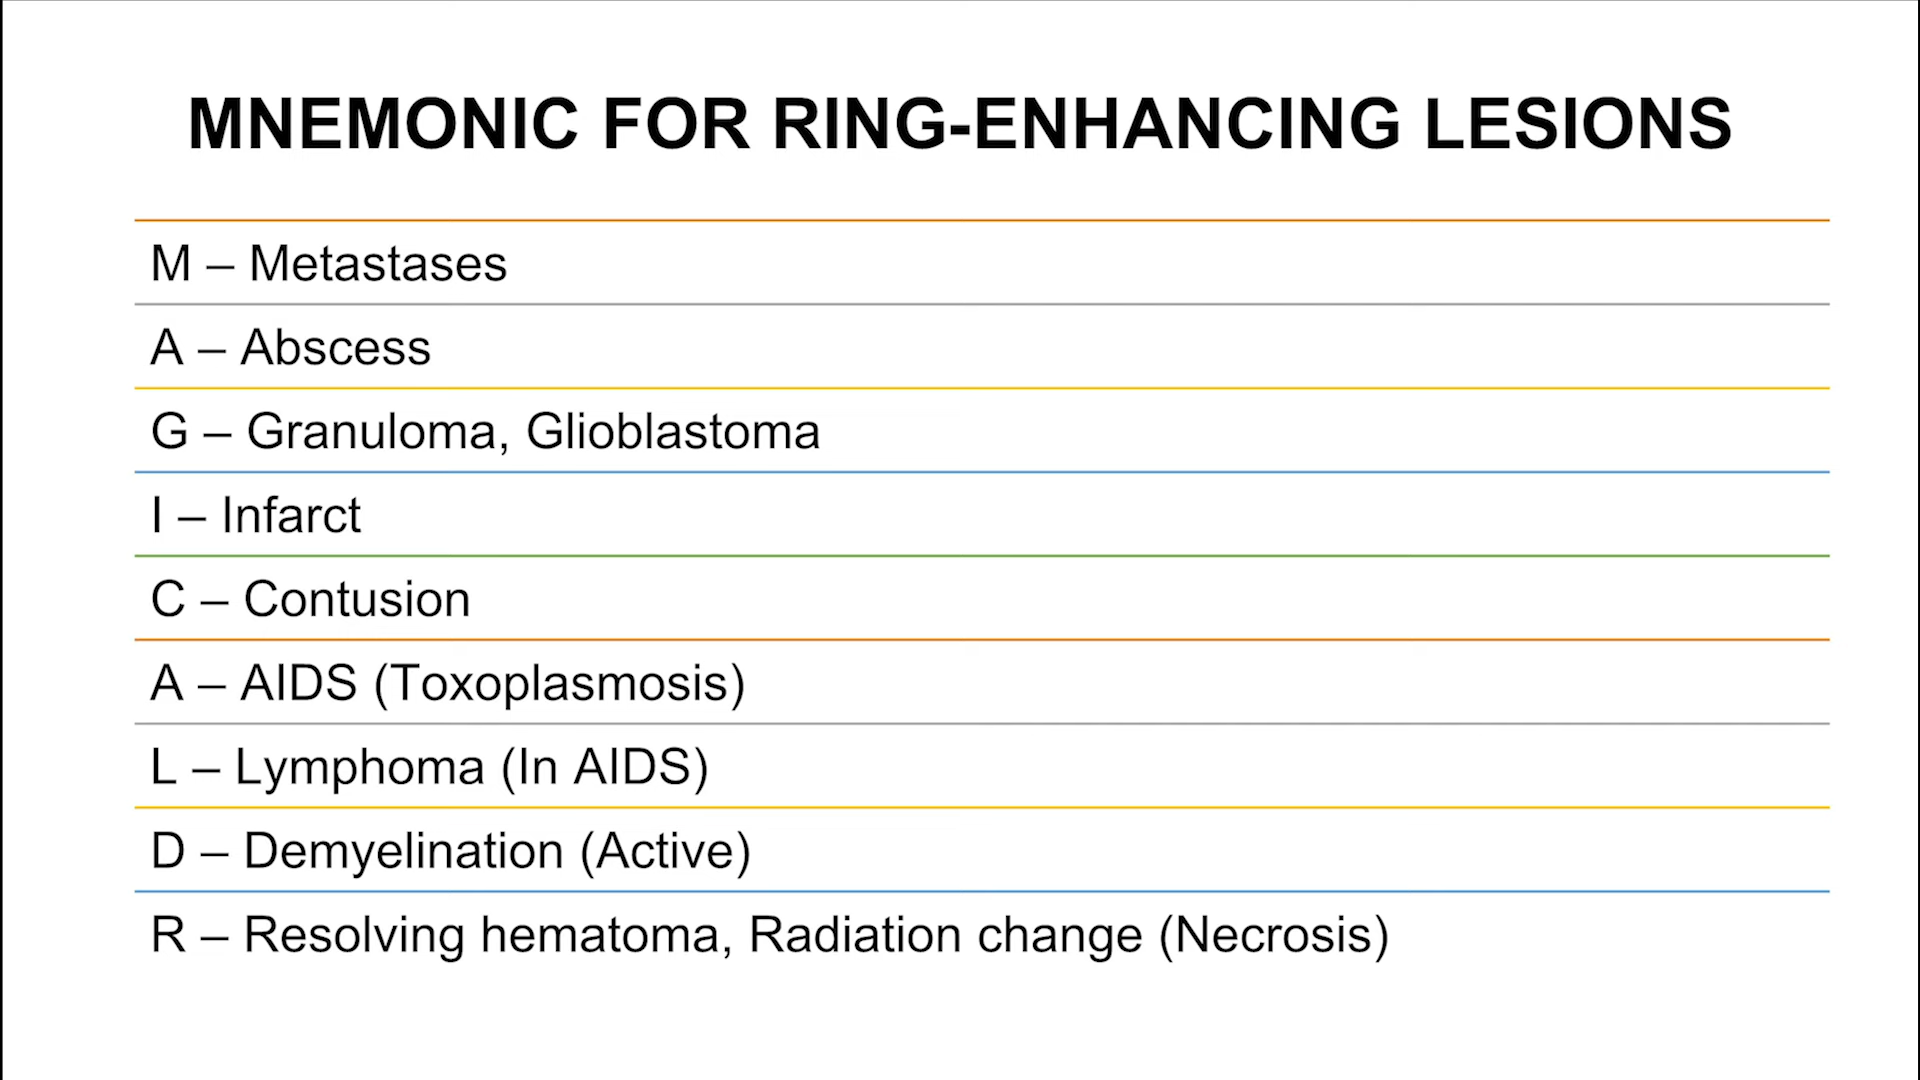 MNEMONIC FOR RING-ENHANCING LESIONS
M – Metastases
A – Abscess
G – Granuloma, Glioblastoma
I – Infarct
C – Contusion
A – AIDS (Toxoplasmosis)
L – Lymphoma (In AIDS)
D – Demyelination (Active)
R – Resolving hematoma, Radiation change (Necrosis)